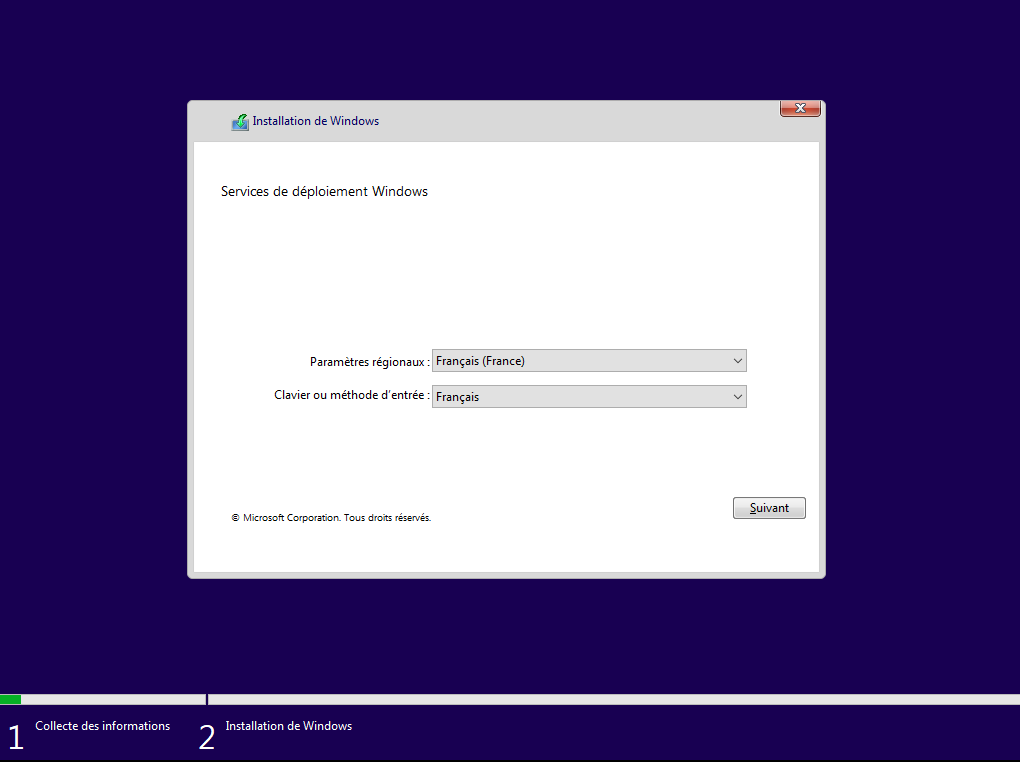 Installation de Windows
Services de déploiement Windows
Paramètres régionaux : Français (France)
Clavier ou méthode d'entrée : Français
© Microsoft Corporation. Tous droits réservés.
Suivant
1 Collecte des informations
2 Installation de Windows